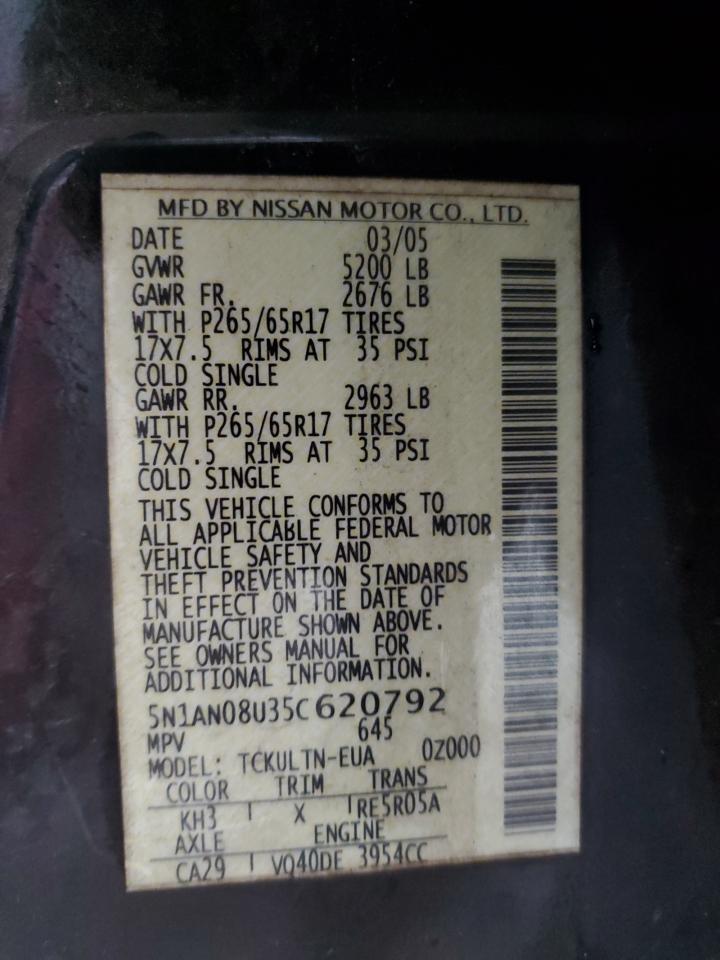 MFD BY NISSAN MOTOR CO., LTD.
DATE 03/05
GVWR 5200 LB
GAWR FR. 2676 LB
WITH P265/65R17 TIRES
17X7.5 RIMS AT 35 PSI
COLD SINGLE
GAWR RR. 2963 LB
WITH P265/65R17 TIRES
17X7.5 RIMS AT 35 PSI
COLD SINGLE
THIS VEHICLE CONFORMS TO
ALL APPLICABLE FEDERAL MOTOR
VEHICLE SAFETY AND
THEFT PREVENTION STANDARDS
IN EFFECT ON THE DATE OF
MANUFACTURE SHOWN ABOVE.
SEE OWNERS MANUAL FOR
ADDITIONAL INFORMATION.
5N1AN08U35C620792
MPV 645
MODEL: TCKULTN-EUA 0Z000
COLOR TRIM TRANS
KH3 X RE5R05A
AXLE ENGINE
CA29 VQ40DE 3954CC